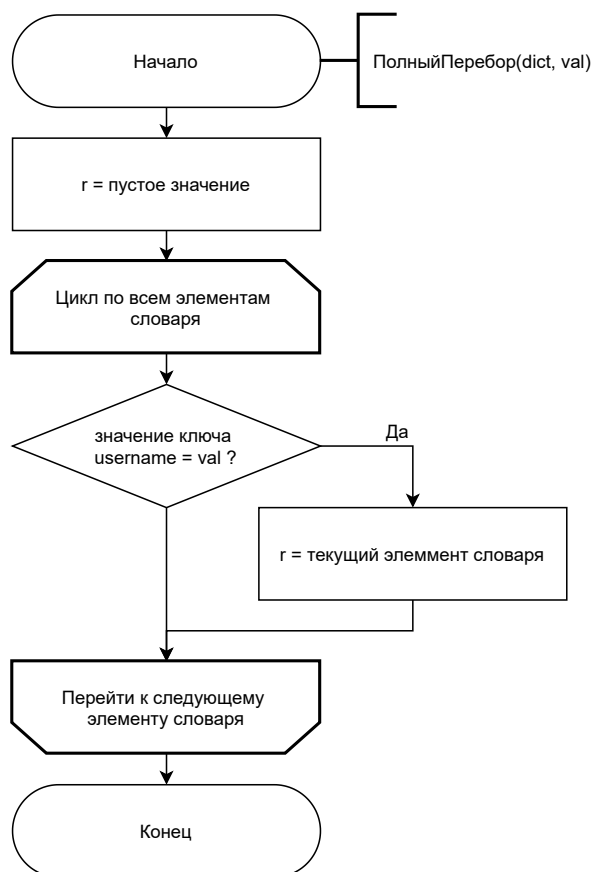 Начало
ПолныйПеребор(dict, val)
r = пустое значение
Цикл по всем элементам
словаря
значение ключа
username = val ?
Да
r = текущий элеммент словаря
Перейти к следующему
элементу словаря
Конец